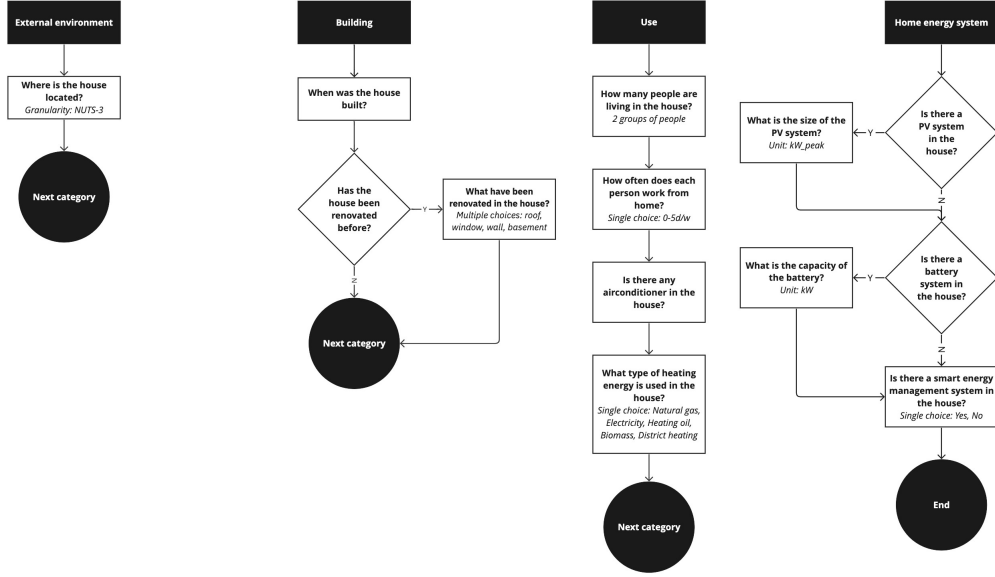 External environment
Where is the house
located?
Granularity: NUTS-3
Next category
Building
When was the house
built?
Has the
house been
renovated
before?
Y
What have been
renovated in the house?
Multiple choices: roof,
window, wall, basement
N
Next category
Use
How many people are
living in the house?
2 groups of people
How often does each
person work from
home?
Single choice: 0-5d/w
Is there any
airconditioner in the
house?
What type of heating
energy is used in the
house?
Single choice: Natural gas,
Electricity, Heating oil,
Biomass, District heating
Next category
Home energy system
Is there a
PV system
in the
house?
Y
What is the size of the
PV system?
Unit: kW_peak
N
Is there a
battery
system in
the house?
Y
What is the capacity of
the battery?
Unit: kW
N
Is there a smart energy
management system in
the house?
Single choice: Yes, No
End